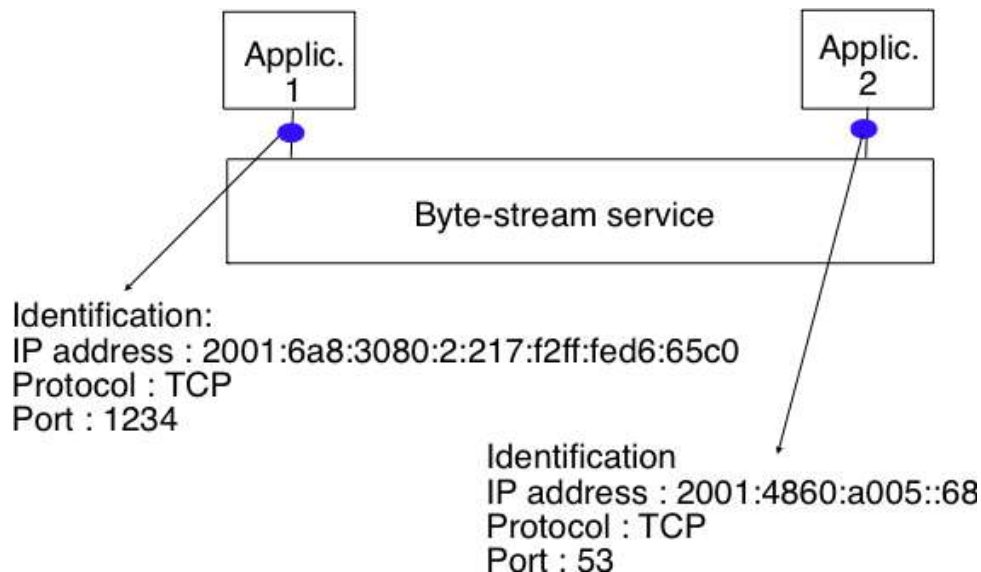 Applic.
1
Applic.
2
Byte-stream service
Identification:
IP address : 2001:6a8:3080:2:217:f2ff:fed6:65c0
Protocol : TCP
Port : 1234
Identification
IP address : 2001:4860:a005::68
Protocol : TCP
Port : 53